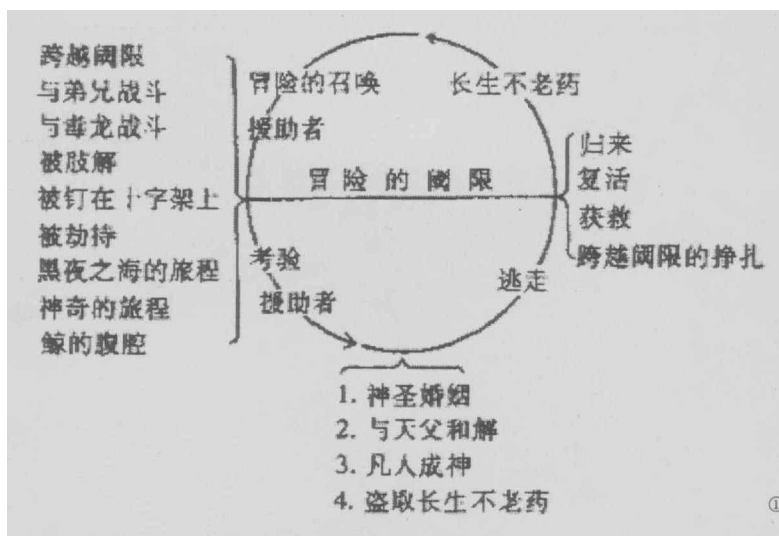 跨越阈限
与弟兄战斗
与毒龙战斗
被肢解
被钉在十字架上
被劫持
黑夜之海的旅程
神奇的旅程
鲸的腹腔
冒险的召唤
援助者
长生不老药
冒险的阈限
归来
复活
获救
跨越阈限的挣扎
考验
援助者
逃走
1. 神圣婚姻
2. 与天父和解
3. 凡人成神
4. 盗取长生不老药
①